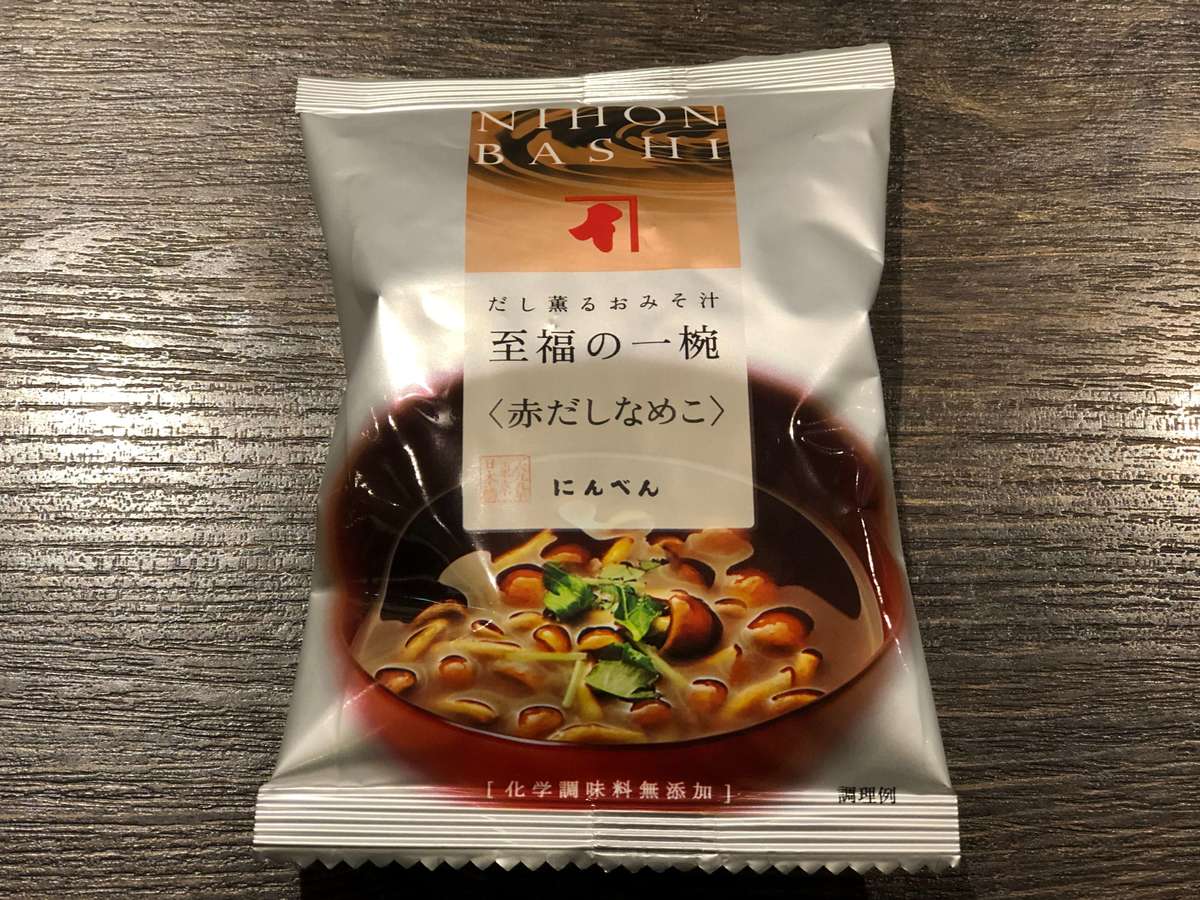 NIHON
BASHI
だし薫るおみそ汁
至福の一椀
〈赤だしなめこ〉
にんべん
[化学調味料無添加]
調理例